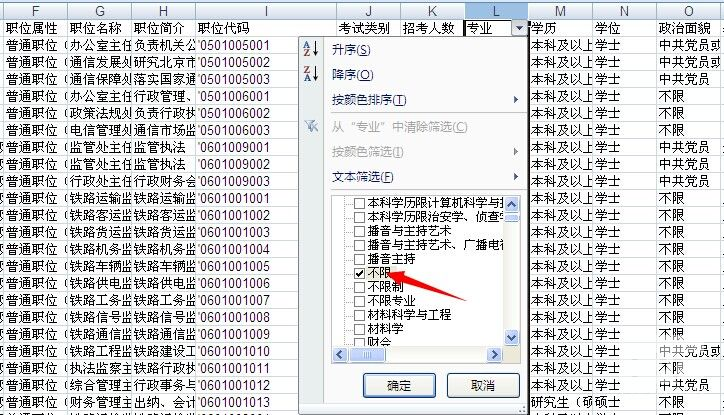 F G H I J K L M N O
职位属性 职位名称 职位简介 职位代码 考试类别 招考人数 专业 学历 学位 政治面貌
普通职位 办公室主任 负责机关公 '0501005001 本科及以上 学士 中共党员或
普通职位 通信发展处 研究北京市 '0501005002 本科及以上 学士 中共党员或
普通职位 通信保障处 落实国家通 '0501005003 本科及以上 学士 中共党员或
普通职位 办公室主任 行政管理、 '0501006001 本科及以上 学士 不限
普通职位 政策法规处 负责行政执 '0501006002 本科及以上 学士 不限
普通职位 电信管理处 通信市场监 '0501006003 本科及以上 学士 不限
普通职位 监管处主任 监管执法 '0601009001 本科及以上 学士 中共党员
普通职位 监管处主任 监管执法 '0601009002 本科及以上 学士 中共党员
普通职位 行政处主任 行政财务会 '0601009003 本科及以上 学士 中共党员
普通职位 铁路运输监 铁路运输监 '0601001001 本科及以上 学士 不限
普通职位 铁路客运监 铁路客运监 '0601001002 本科及以上 学士 不限
普通职位 铁路货运监 铁路货运监 '0601001003 本科及以上 学士 不限
普通职位 铁路机务监 铁路机务监 '0601001004 本科及以上 学士 不限
普通职位 铁路车辆监 铁路车辆监 '0601001005 本科及以上 学士 不限
普通职位 铁路供电监 铁路供电监 '0601001006 本科及以上 学士 不限
普通职位 铁路工务监 铁路工务监 '0601001007 本科及以上 学士 不限
普通职位 铁路信号监 铁路信号监 '0601001008 本科及以上 学士 不限
普通职位 铁路通信监 铁路通信监 '0601001009 本科及以上 学士 不限
普通职位 铁路工程监 铁路建设工 '0601001010 本科及以上 学士 中共党员或
普通职位 执法监察主 铁路行政执 '0601001011 本科及以上 学士 不限
普通职位 综合管理主 行政事务与 '0601001012 本科及以上 学士 中共党员
普通职位 财务管理主 出纳、会计 '0601001013 研究生（硕 硕士 不限
升序(S)
降序(O)
按颜色排序(T)
从“专业”中清除筛选(C)
按颜色筛选(I)
文本筛选(F)
本科学历限计算机科学与技
本科学历限治安学、侦查学
播音与主持艺术
播音与主持艺术、广播电视
播音主持
不限
不限制
不限专业
材料科学与工程
材料学
财会
确定 取消